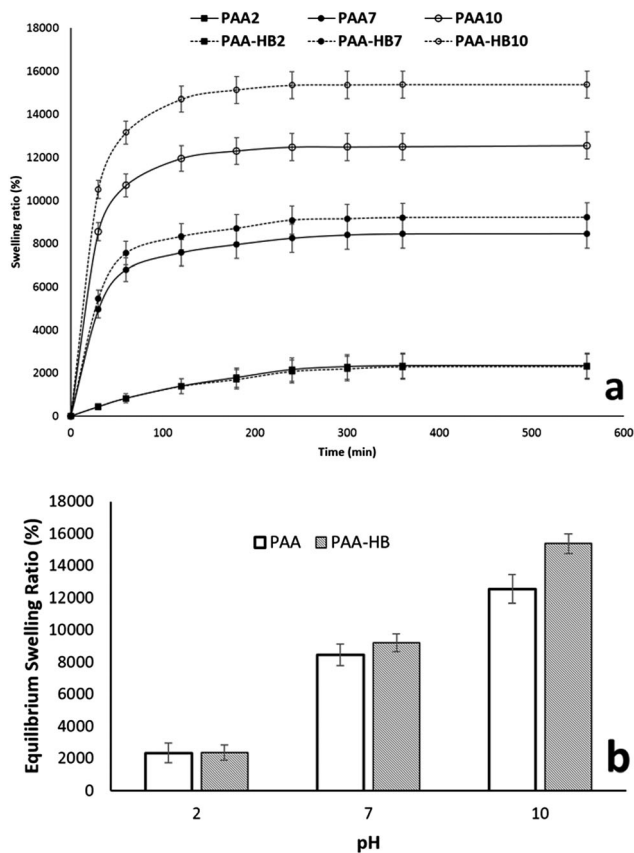 PAA2 PAA7 PAA10
PAA-HB2 PAA-HB7 PAA-HB10
18000
16000
14000
12000
10000
8000
6000
4000
2000
0
Swelling ratio (%)
0 100 200 300 400 500 600
Time (min)
a
18000
16000
14000
12000
10000
8000
6000
4000
2000
0
Equilibrium Swelling Ratio (%)
PAA PAA-HB
2 7 10
pH
b